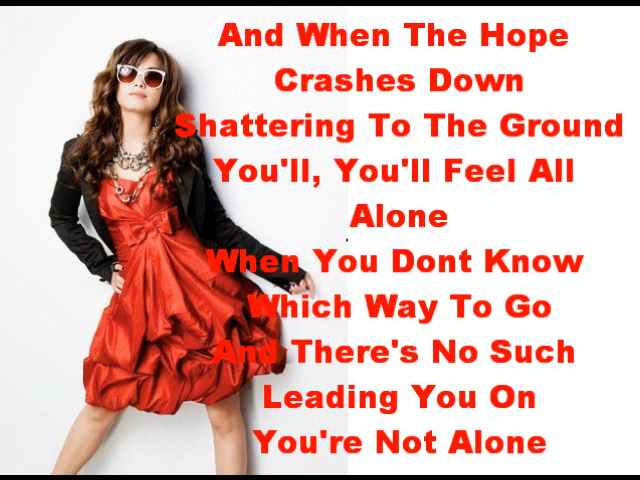 And When The Hope
Crashes Down
Shattering To The Ground
You'll, You'll Feel All
Alone
When You Dont Know
Which Way To Go
And There's No Such
Leading You On
You're Not Alone